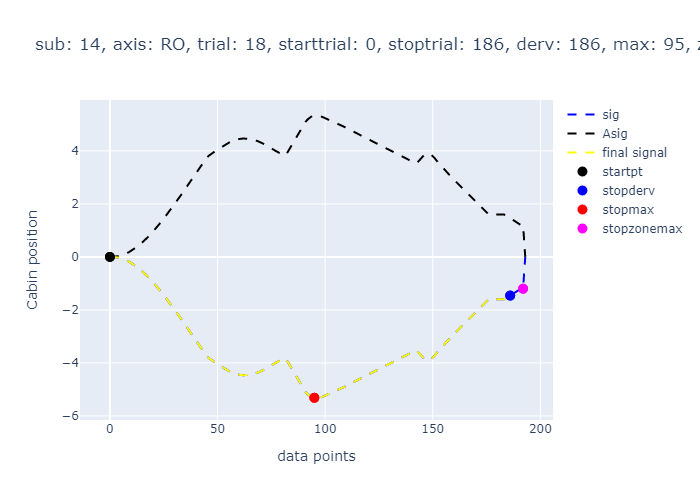 sub: 14, axis: RO, trial: 18, starttrial: 0, stoptrial: 186, derv: 186, max: 95,
sig
Asig
final signal
startpt
stopderv
stopmax
stopzonemax
Cabin position
4
2
0
−2
−4
−6
0
50
100
150
200
data points